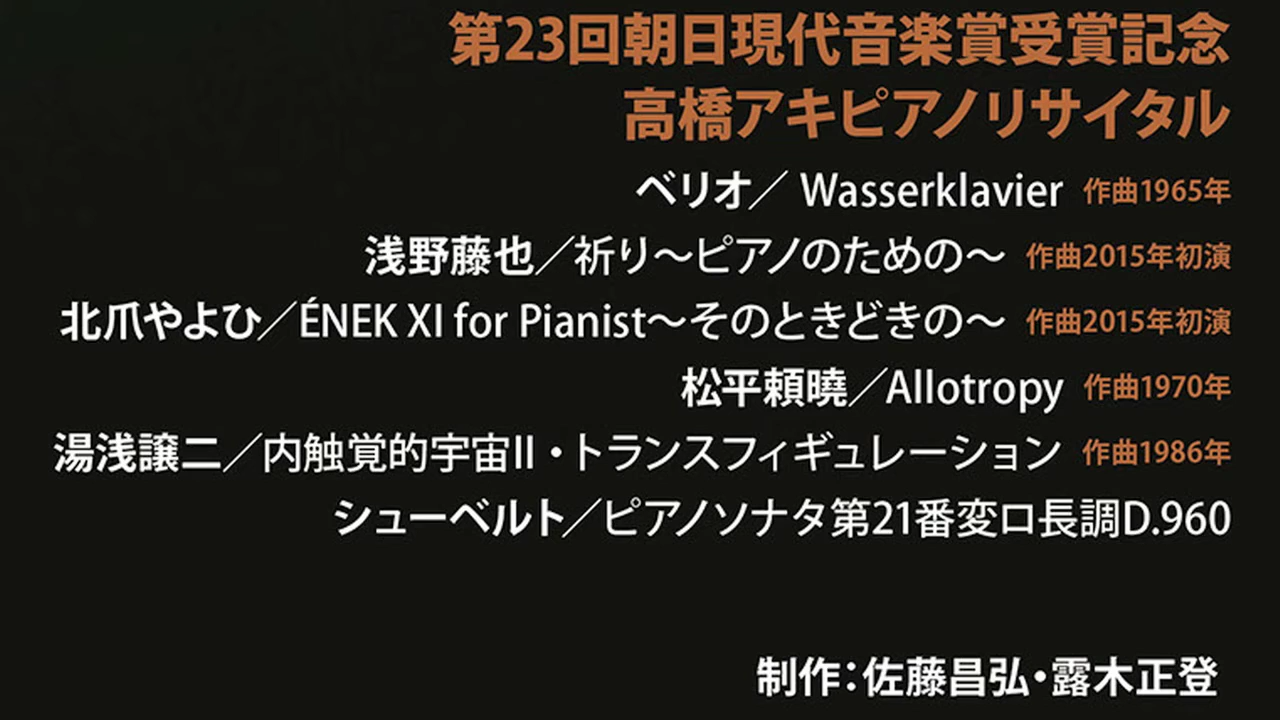 第23回朝日現代音楽賞受賞記念
高橋アキピアノリサイタル
ベリオ／ Wasserklavier 作曲1965年
浅野藤也／祈り〜ピアノのための〜 作曲2015年初演
北爪やよひ／ÉNEK XI for Pianist〜そのときどきの〜 作曲2015年初演
松平頼曉／Allotropy 作曲1970年
湯浅譲二／内触覚的宇宙II・トランスフィギュレーション 作曲1986年
シューベルト／ピアノソナタ第21番変ロ長調D.960
制作：佐藤昌弘・露木正登